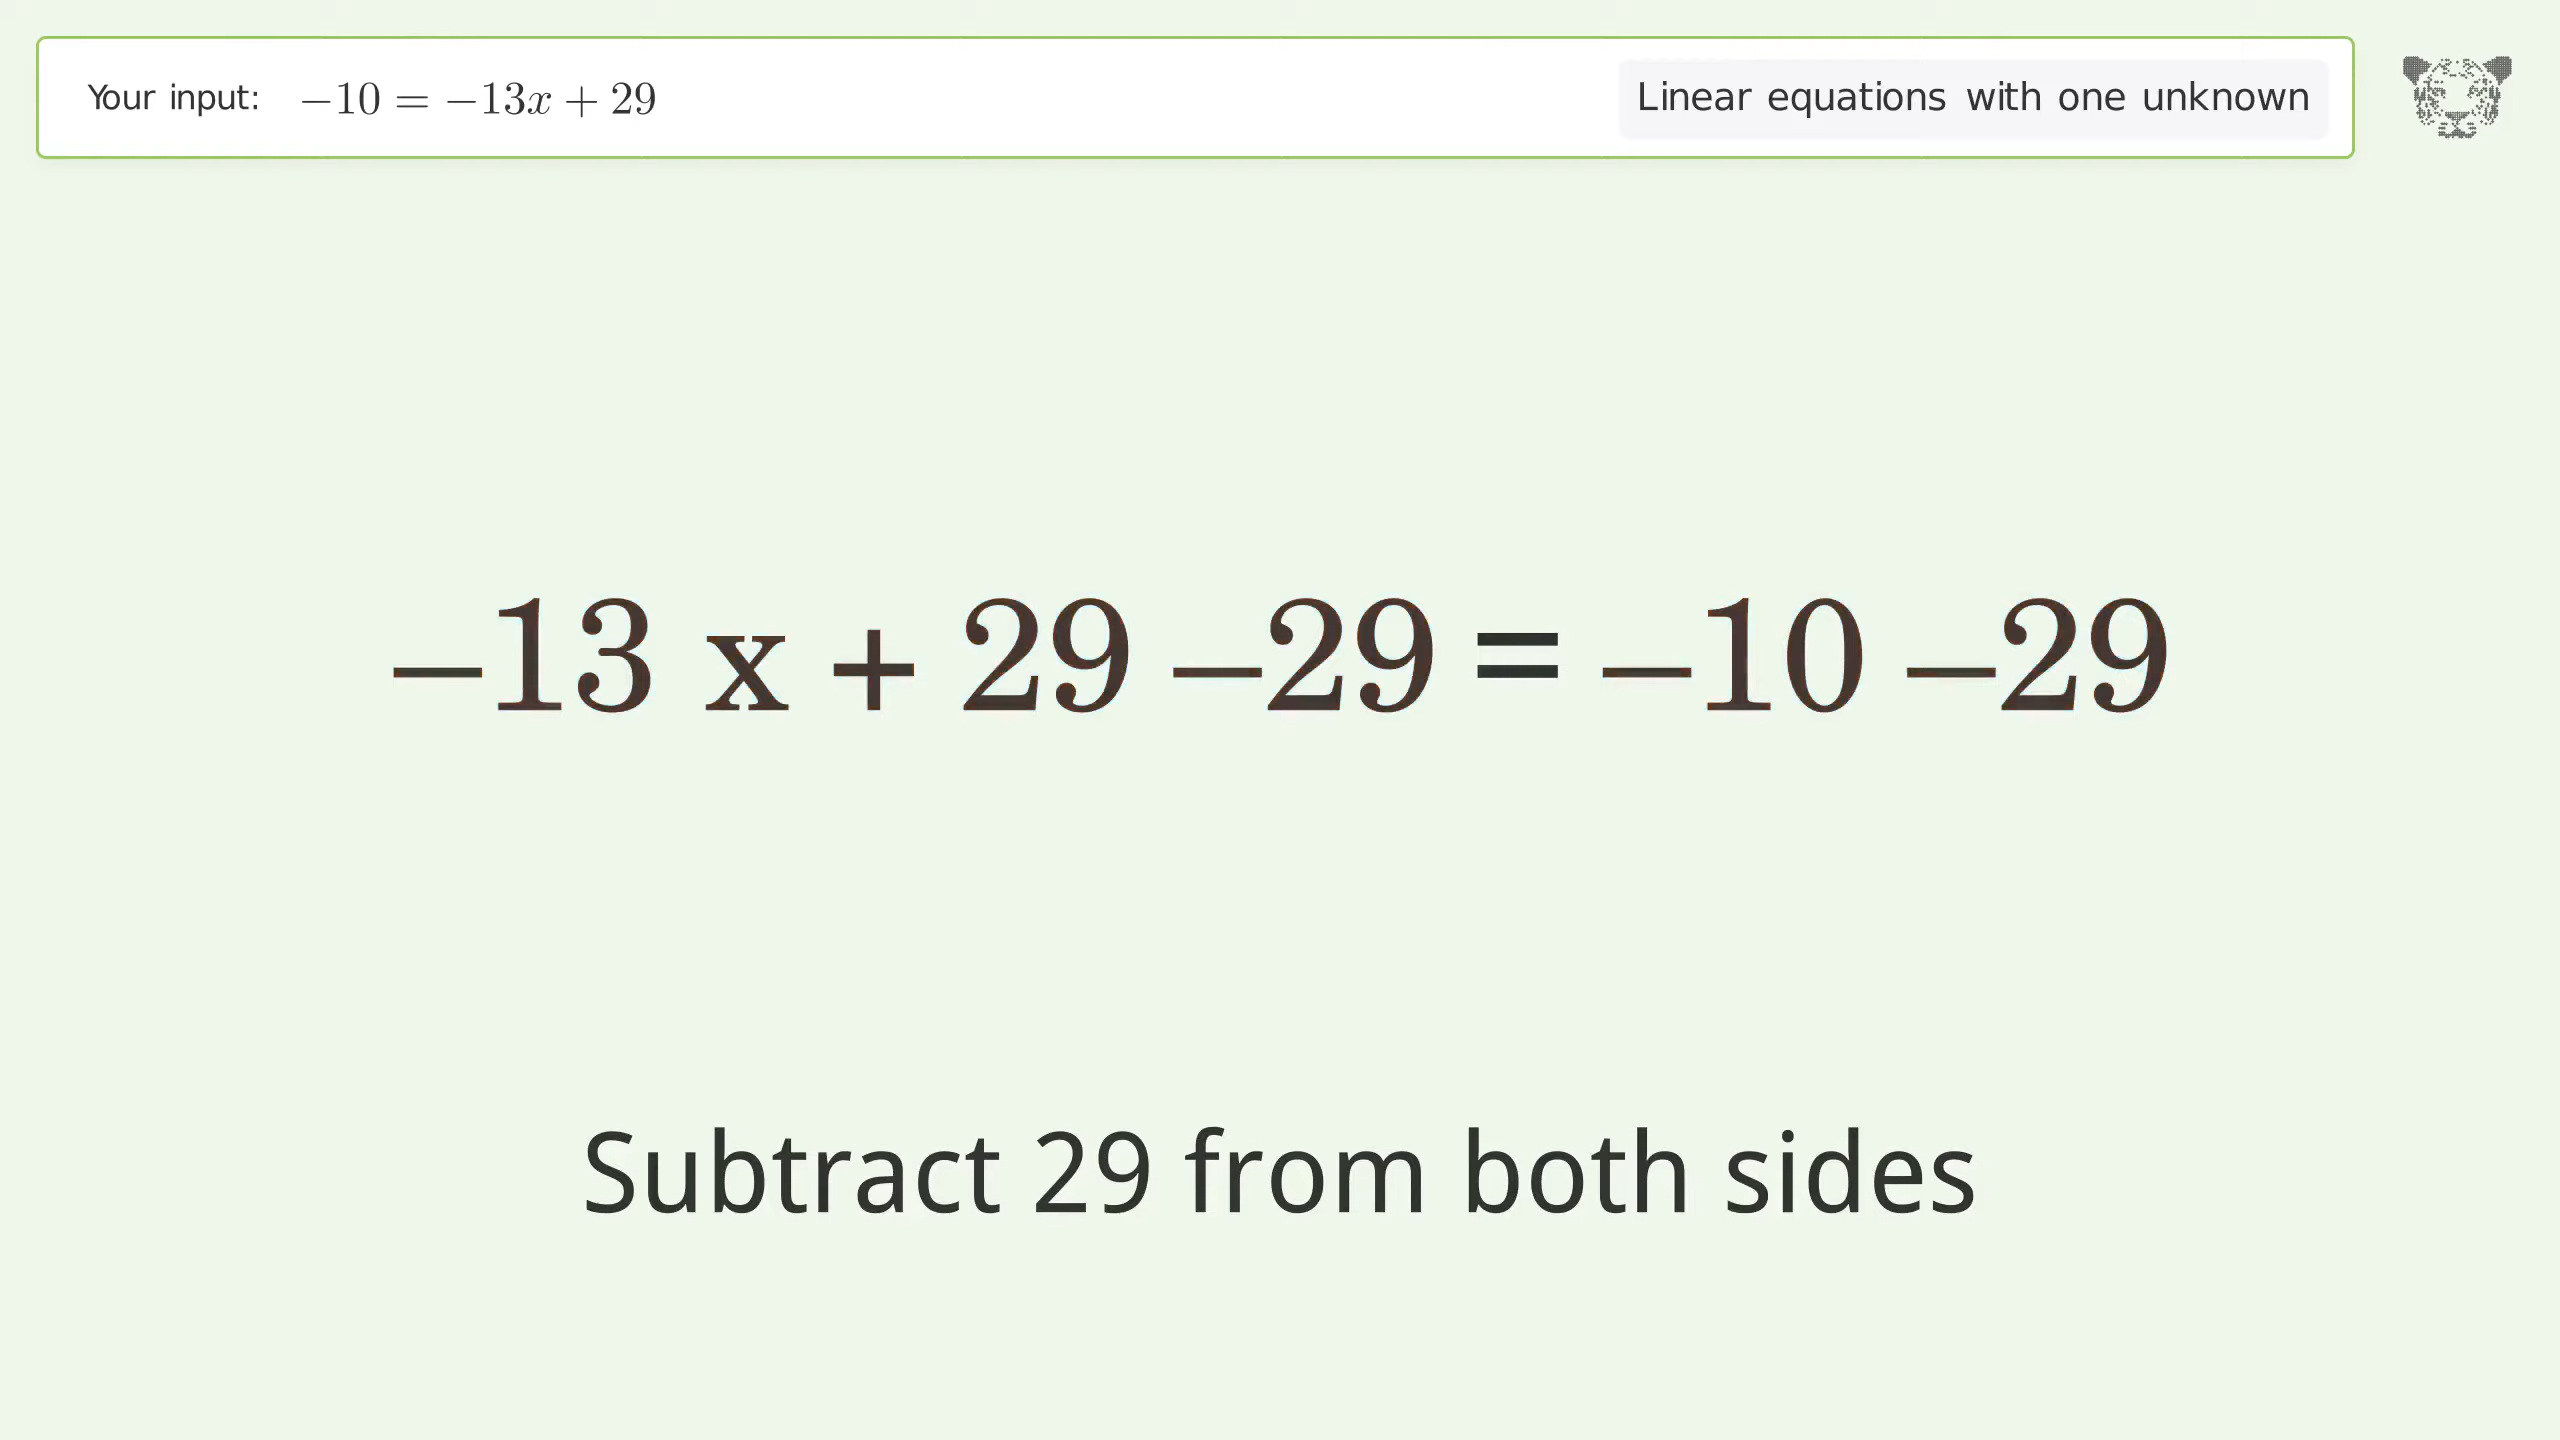 Your input: −10 = −13x + 29
Linear equations with one unknown
−13 x + 29 −29 = −10 −29
Subtract 29 from both sides